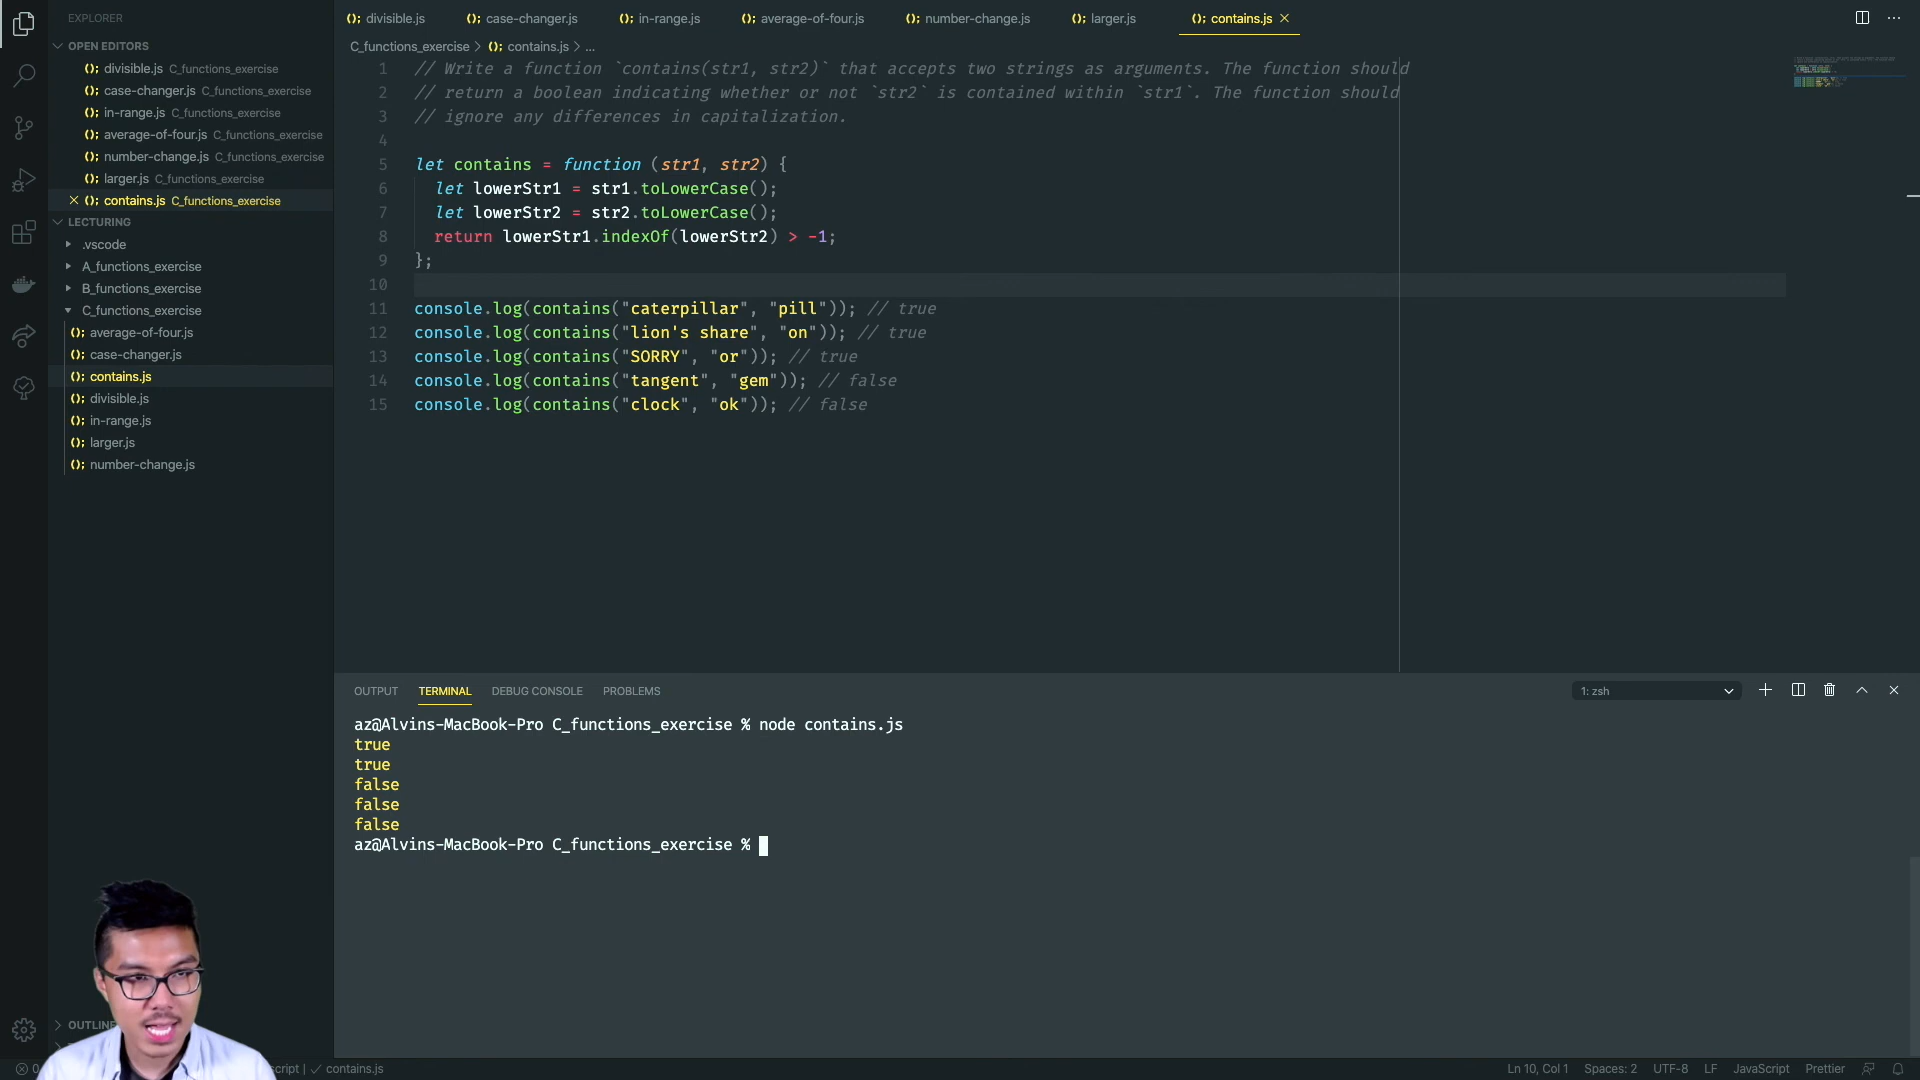 EXPLORER
OPEN EDITORS
(); divisible.js C_functions_exercise
(); case-changer.js C_functions_exercise
(); in-range.js C_functions_exercise
(); average-of-four.js C_functions_exercise
(); number-change.js C_functions_exercise
(); larger.js C_functions_exercise
(); contains.js C_functions_exercise
LECTURING
.vscode
A_functions_exercise
B_functions_exercise
C_functions_exercise
(); average-of-four.js
(); case-changer.js
(); contains.js
(); divisible.js
(); in-range.js
(); larger.js
(); number-change.js
OUTLINE
(); divisible.js (); case-changer.js (); in-range.js (); average-of-four.js (); number-change.js (); larger.js (); contains.js
C_functions_exercise > (); contains.js > ...
1 // Write a function `contains(str1, str2)` that accepts two strings as arguments. The function should
2 // return a boolean indicating whether or not `str2` is contained within `str1`. The function should
3 // ignore any differences in capitalization.
4
5 let contains = function (str1, str2) {
6 let lowerStr1 = str1.toLowerCase();
7 let lowerStr2 = str2.toLowerCase();
8 return lowerStr1.indexOf(lowerStr2) > -1;
9 };
10
11 console.log(contains("caterpillar", "pill")); // true
12 console.log(contains("lion's share", "on")); // true
13 console.log(contains("SORRY", "or")); // true
14 console.log(contains("tangent", "gem")); // false
15 console.log(contains("clock", "ok")); // false
OUTPUT TERMINAL DEBUG CONSOLE PROBLEMS 1: zsh
az@Alvins-MacBook-Pro C_functions_exercise % node contains.js
true
true
false
false
false
az@Alvins-MacBook-Pro C_functions_exercise %
0 cript | ✓ contains.js Ln 10, Col 1 Spaces: 2 UTF-8 LF JavaScript Prettier